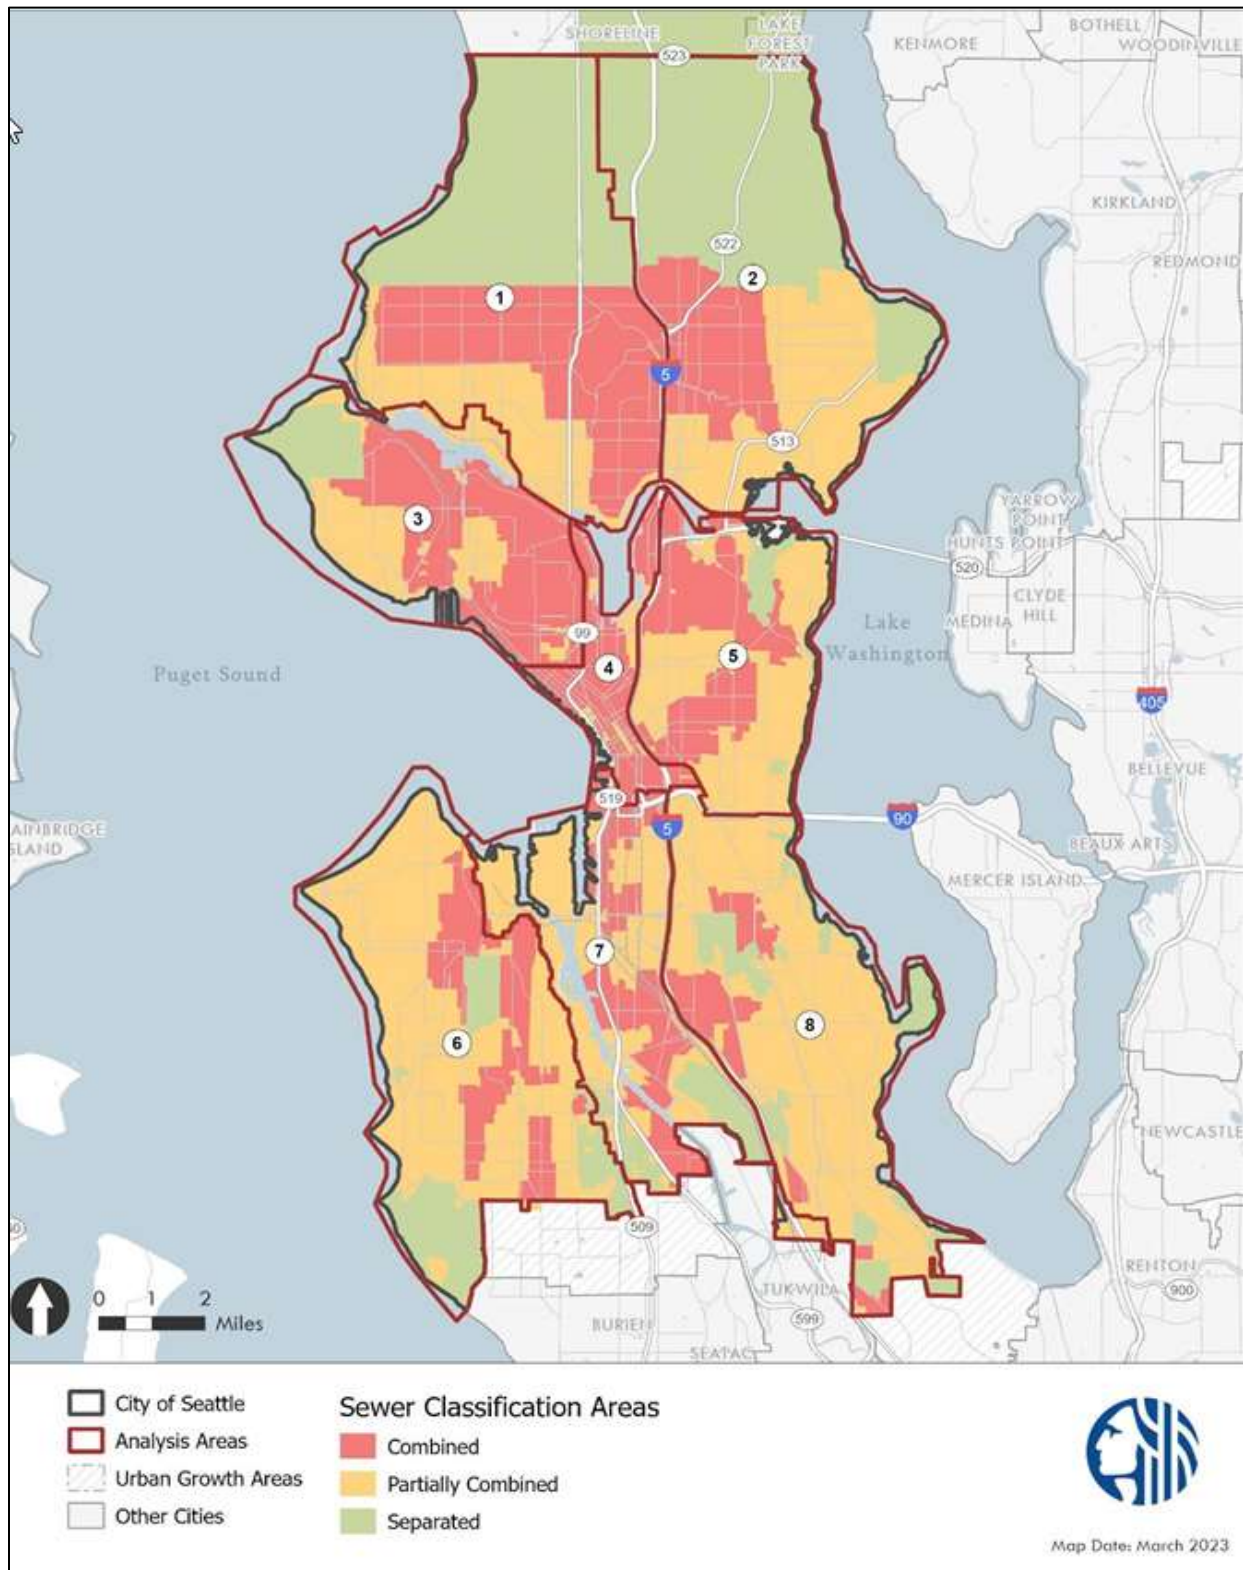 SHORELINE
LAKE
FOREST
PARK
KENMORE
BOTHELL
WOODINVILLE
523
KIRKLAND
522
REDMOND
2
1
5
513
3
YARROW
POINT
HUNTS POINT
520
CLYDE
HILL
MEDINA
99
Lake
Washington
4
5
Puget Sound
405
BELLEVUE
519
5
90
AINBRIDGE
SLAND
BEAUX ARTS
MERCER ISLAND
7
8
6
NEWCASTLE
509
RENTON
900
TUKWILA
599
BURIEN
SEATAC
0 1 2
Miles
City of Seattle
Analysis Areas
Urban Growth Areas
Other Cities
Sewer Classification Areas
Combined
Partially Combined
Separated
Map Date: March 2023